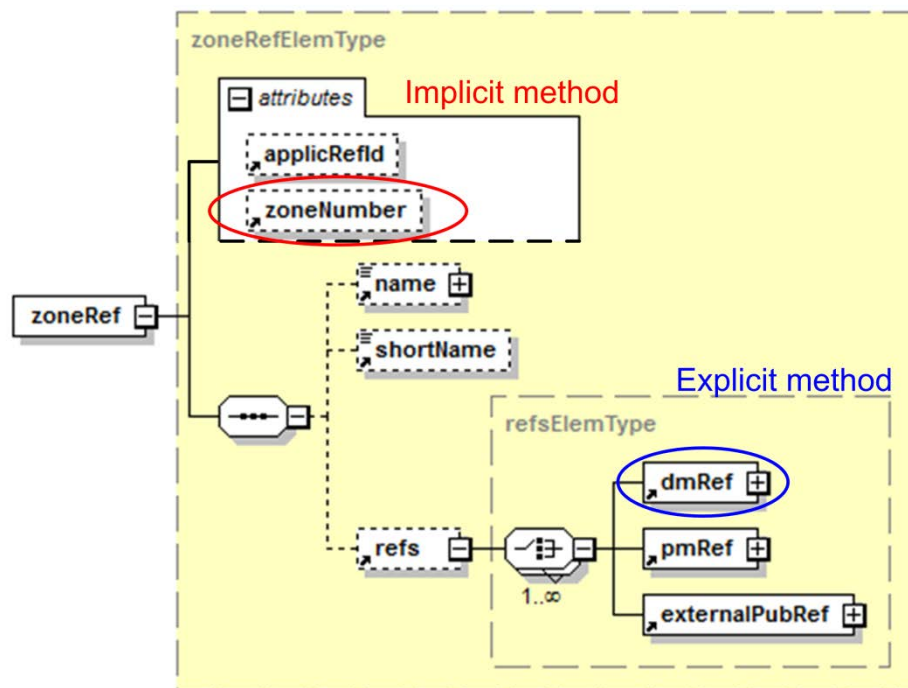 zoneRefElemType
attributes
Implicit method
applicRefId
zoneNumber
name
zoneRef
shortName
Explicit method
refsElemType
dmRef
refs
pmRef
1..∞
externalPubRef